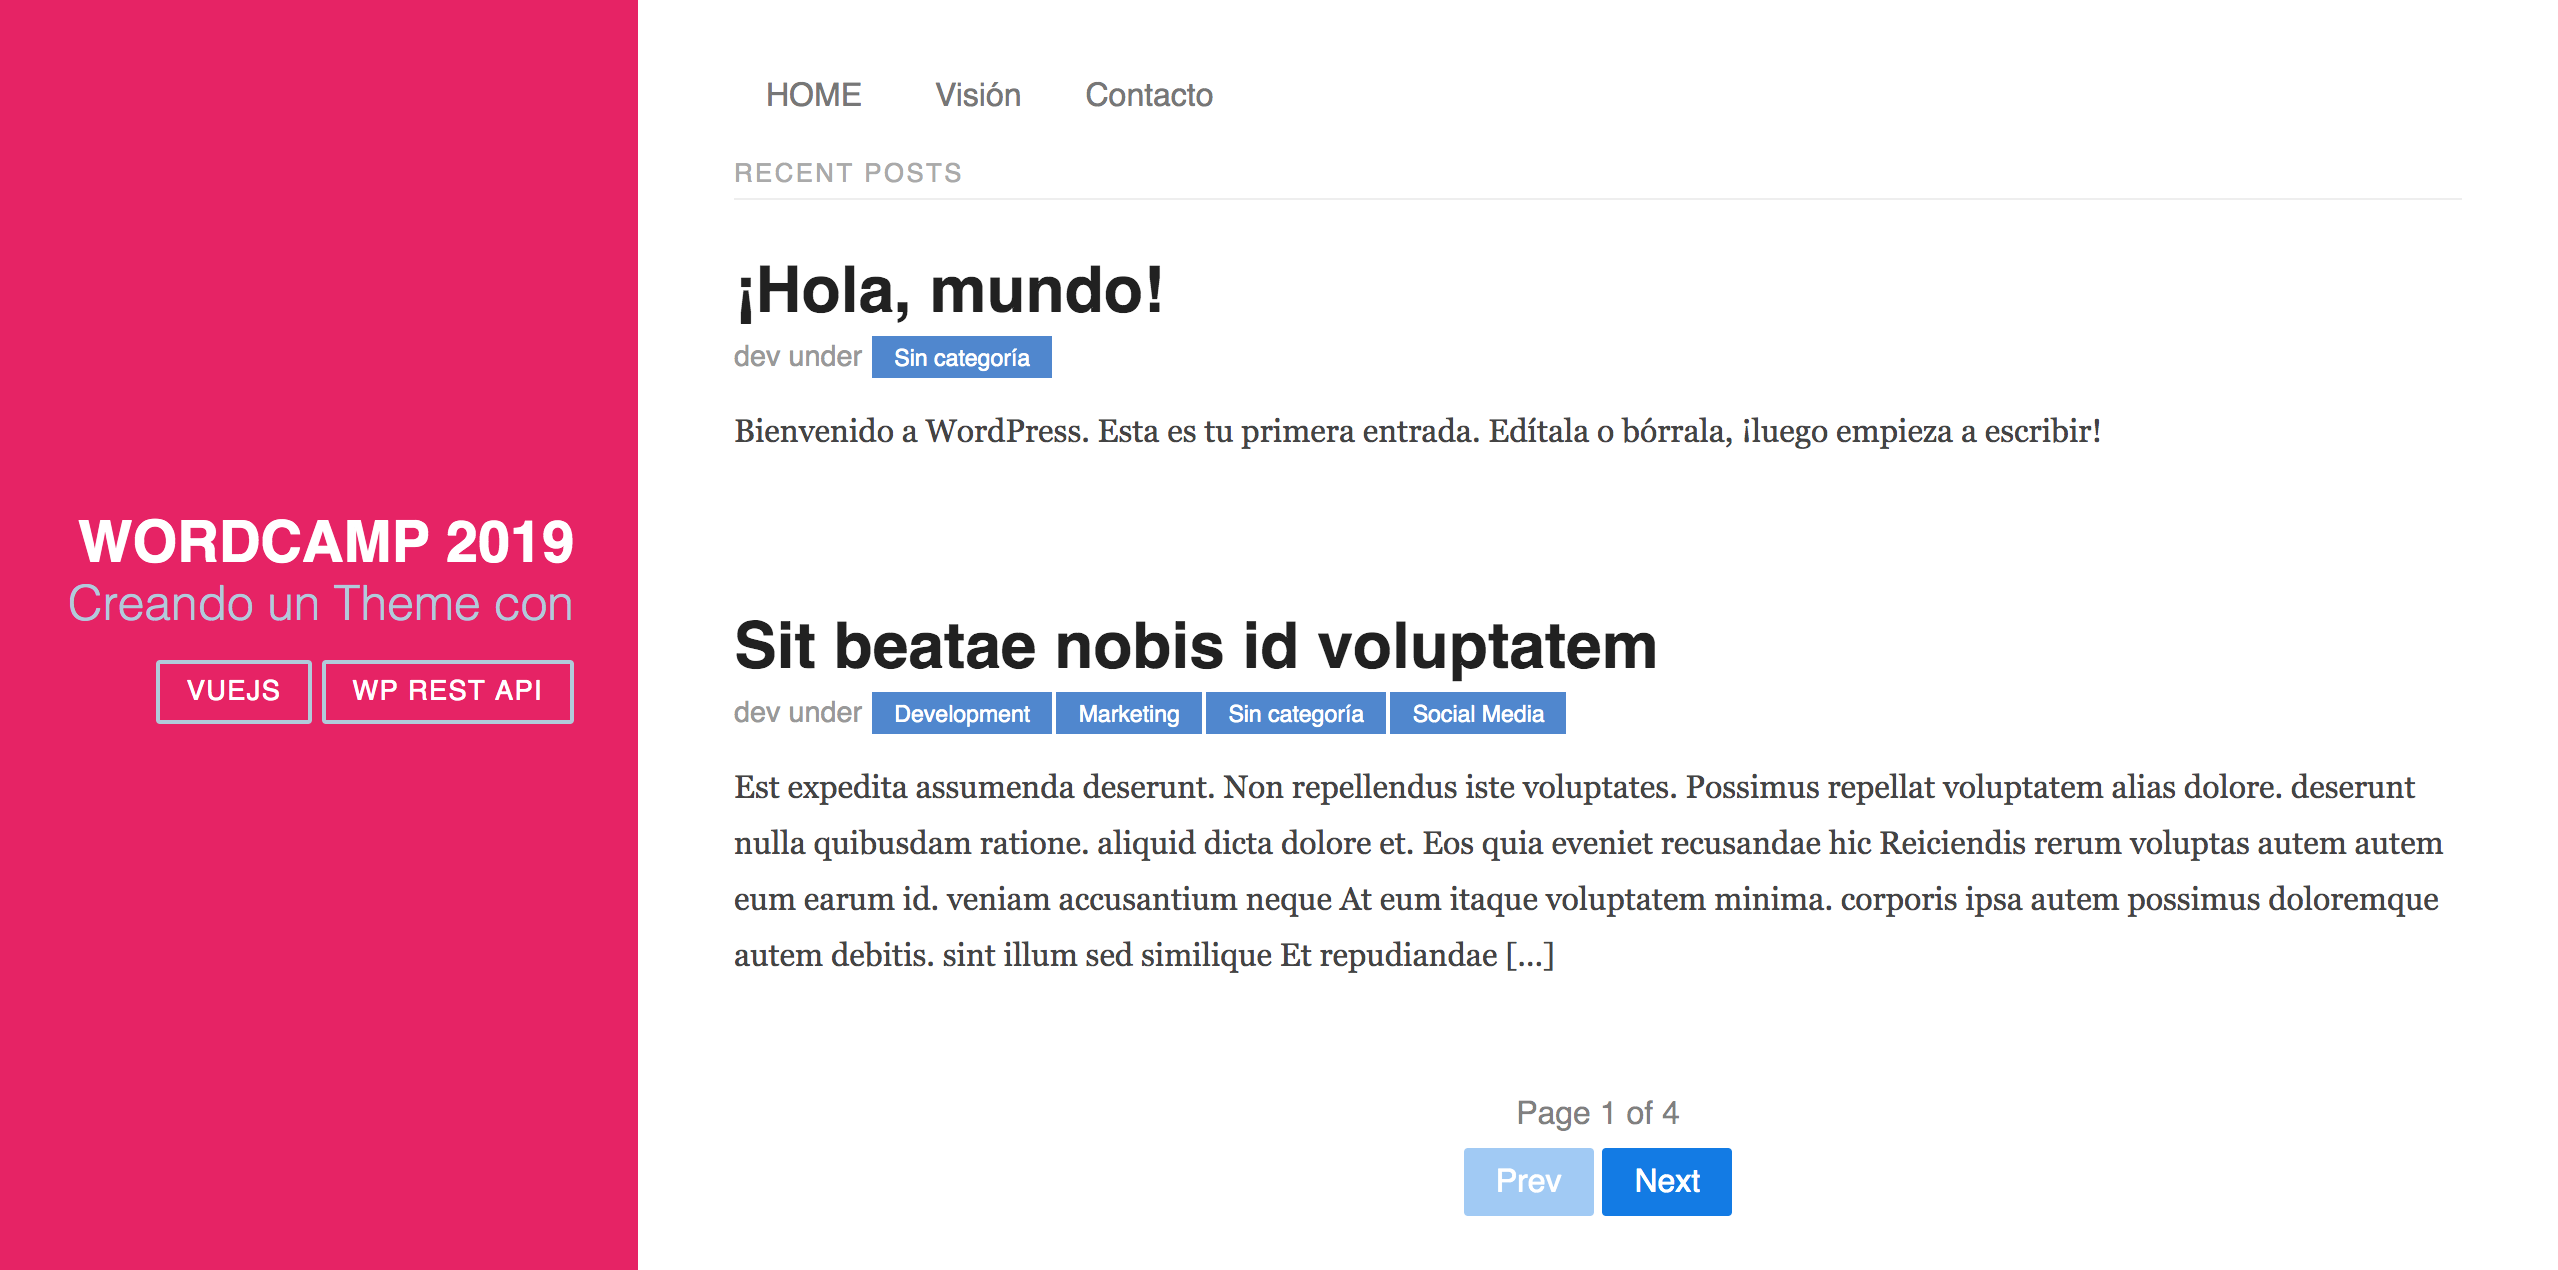 WORDCAMP 2019
Creando un Theme con
VUEJS WP REST API
HOME Visión Contacto
RECENT POSTS
¡Hola, mundo!
dev under Sin categoría
Bienvenido a WordPress. Esta es tu primera entrada. Edítala o bórrala, ¡luego empieza a escribir!
Sit beatae nobis id voluptatem
dev under Development Marketing Sin categoría Social Media
Est expedita assumenda deserunt. Non repellendus iste voluptates. Possimus repellat voluptatem alias dolore. deserunt
nulla quibusdam ratione. aliquid dicta dolore et. Eos quia eveniet recusandae hic Reiciendis rerum voluptas autem autem
eum earum id. veniam accusantium neque At eum itaque voluptatem minima. corporis ipsa autem possimus doloremque
autem debitis. sint illum sed similique Et repudiandae [...]
Page 1 of 4
Prev Next